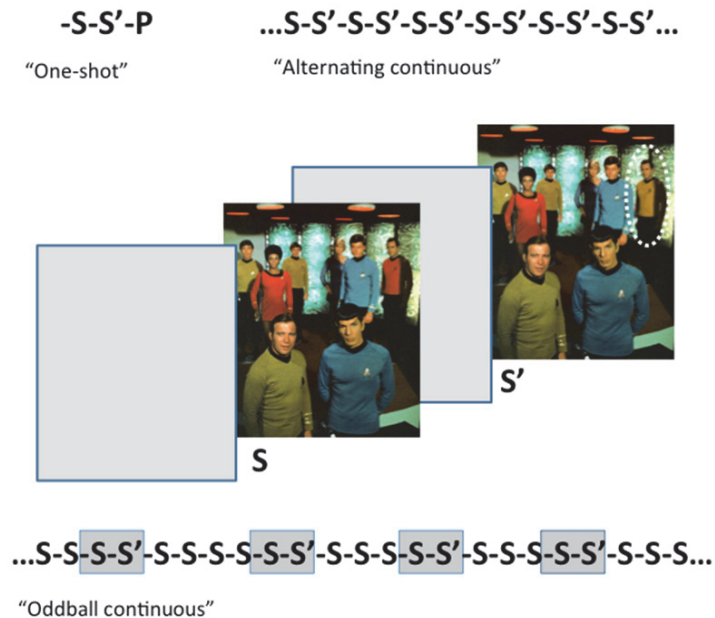 -S-S’-P
...S-S’-S-S’-S-S’-S-S’-S-S’-S-S’...
“One-shot”
“Alternating continuous”
S’
S
...S-S-S-S’-S-S-S-S-S-S’-S-S-S-S-S’-S-S-S-S-S’-S-S-S...
“Oddball continuous”